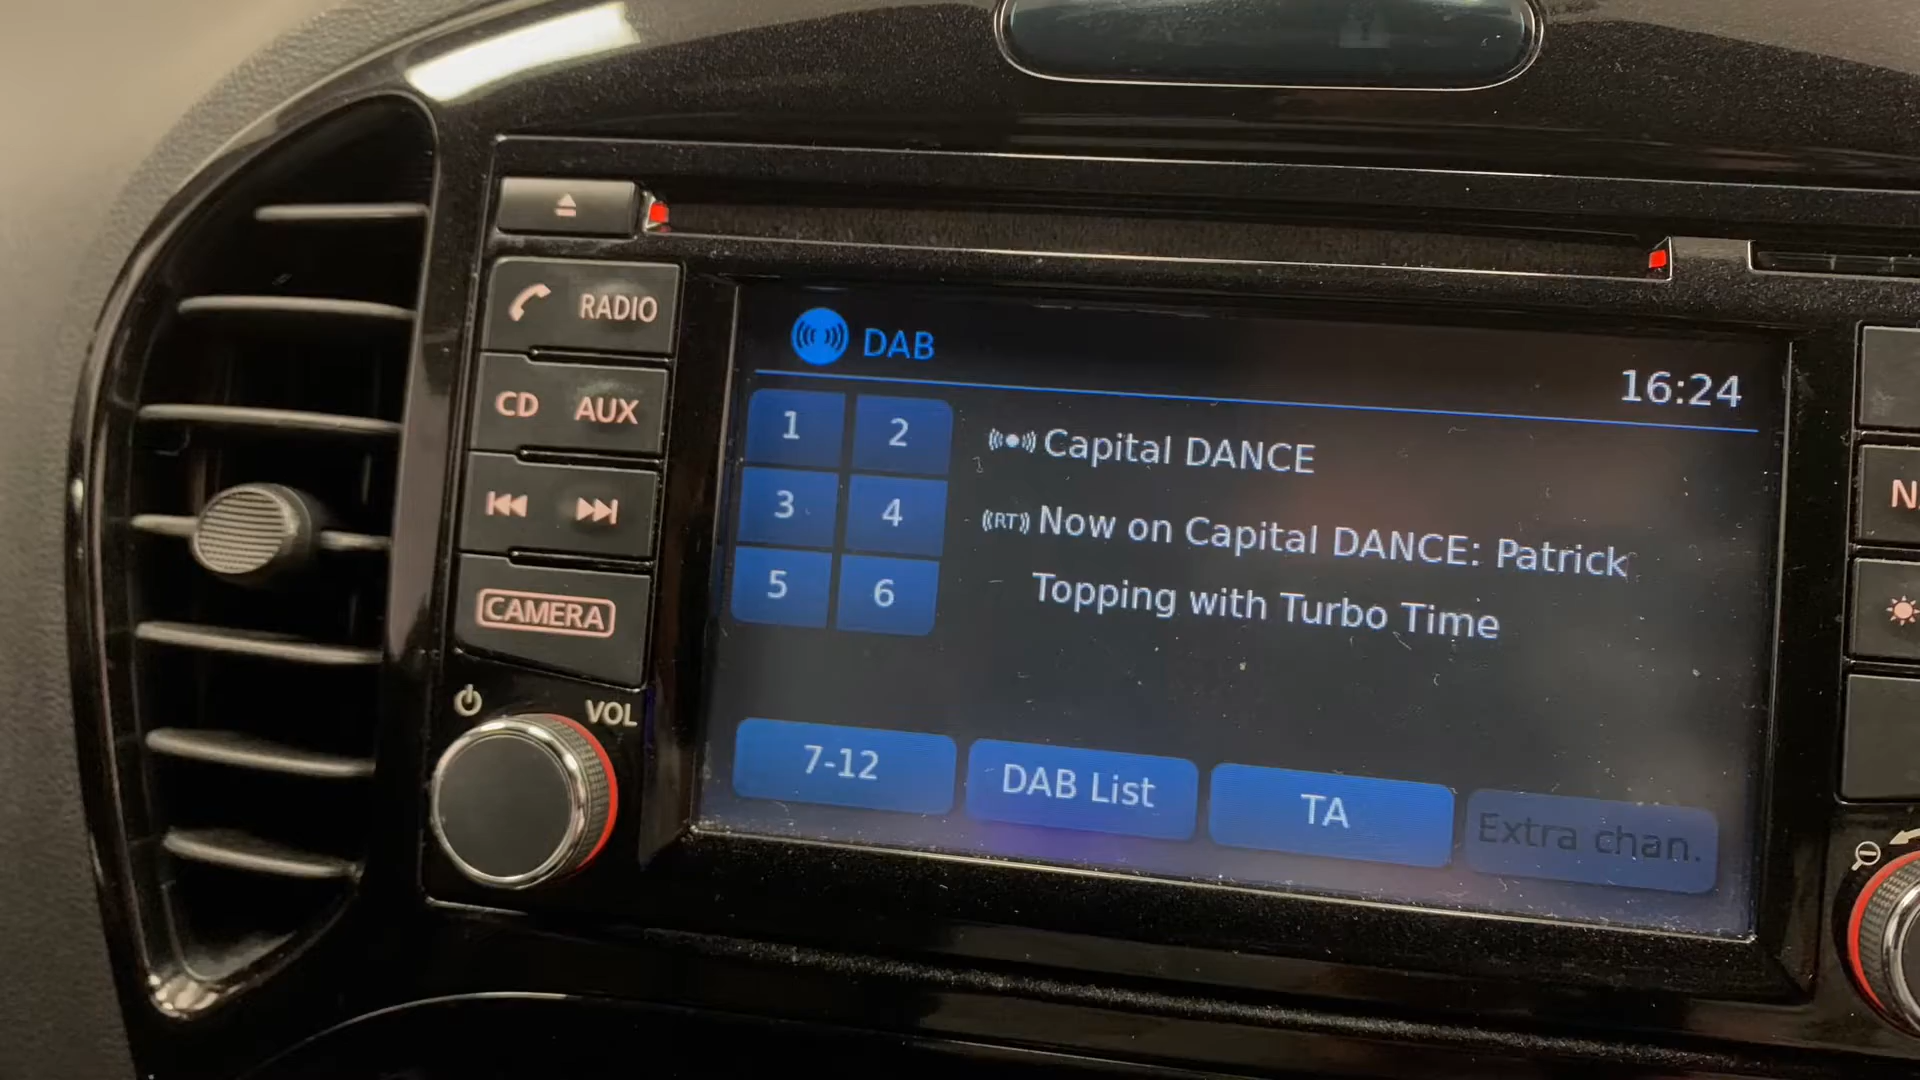 RADIO
CD AUX
CAMERA
VOL
DAB
16:24
1 2
3 4
5 6
Capital DANCE
RT Now on Capital DANCE: Patrick
Topping with Turbo Time
7-12
DAB List
TA
Extra chan.